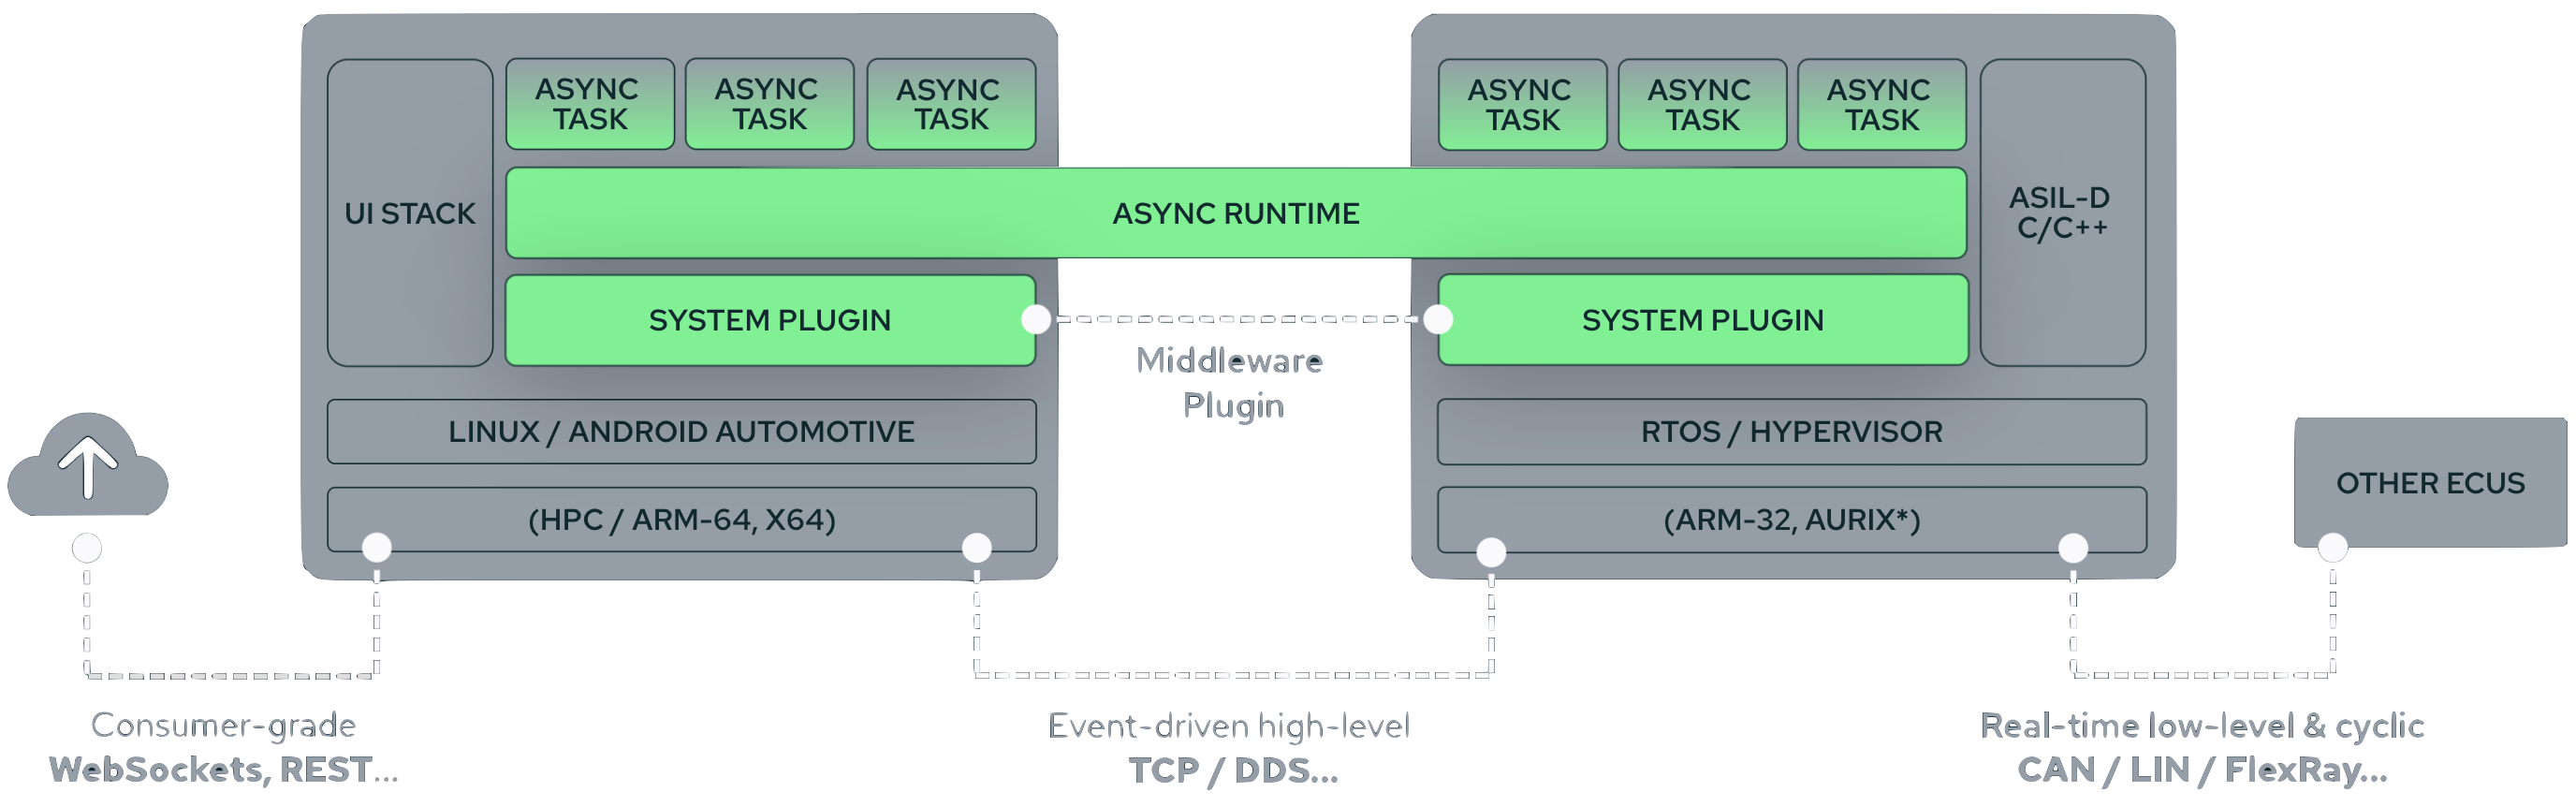 UI STACK
ASYNC
TASK
ASYNC
TASK
ASYNC
TASK
ASYNC
TASK
ASYNC
TASK
ASYNC
TASK
ASYNC RUNTIME
ASIL-D
C/C++
SYSTEM PLUGIN
SYSTEM PLUGIN
Middleware
Plugin
LINUX / ANDROID AUTOMOTIVE
RTOS / HYPERVISOR
(HPC / ARM-64, X64)
(ARM-32, AURIX*)
OTHER ECUS
Consumer-grade
WebSockets, REST...
Event-driven high-level
TCP / DDS...
Real-time low-level & cyclic
CAN / LIN / FlexRay...